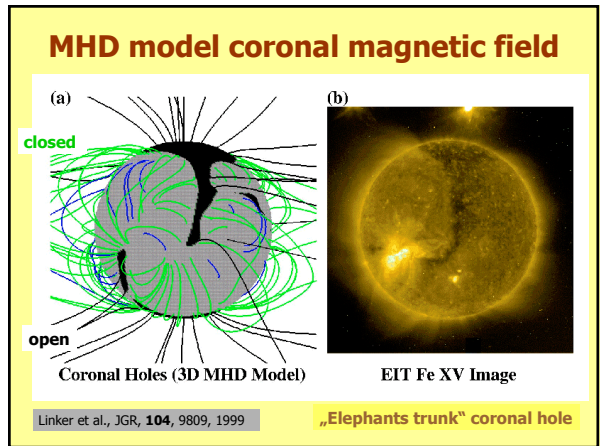 MHD model coronal magnetic field
(a)
(b)
closed
open
Coronal Holes (3D MHD Model)
EIT Fe XV Image
Linker et al., JGR, 104, 9809, 1999
„Elephants trunk“ coronal hole